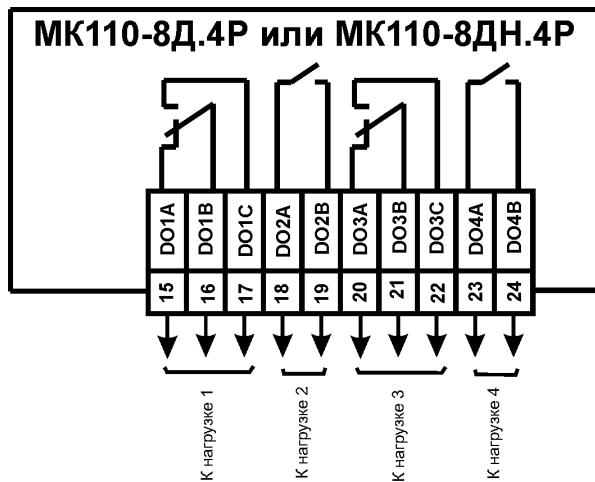 МК110-8Д.4Р или МК110-8ДН.4Р
DO1A DO1B DO1C DO2A DO2B DO3A DO3B DO3C DO4A DO4B
15 16 17 18 19 20 21 22 23 24
К нагрузке 1
К нагрузке 2
К нагрузке 3
К нагрузке 4